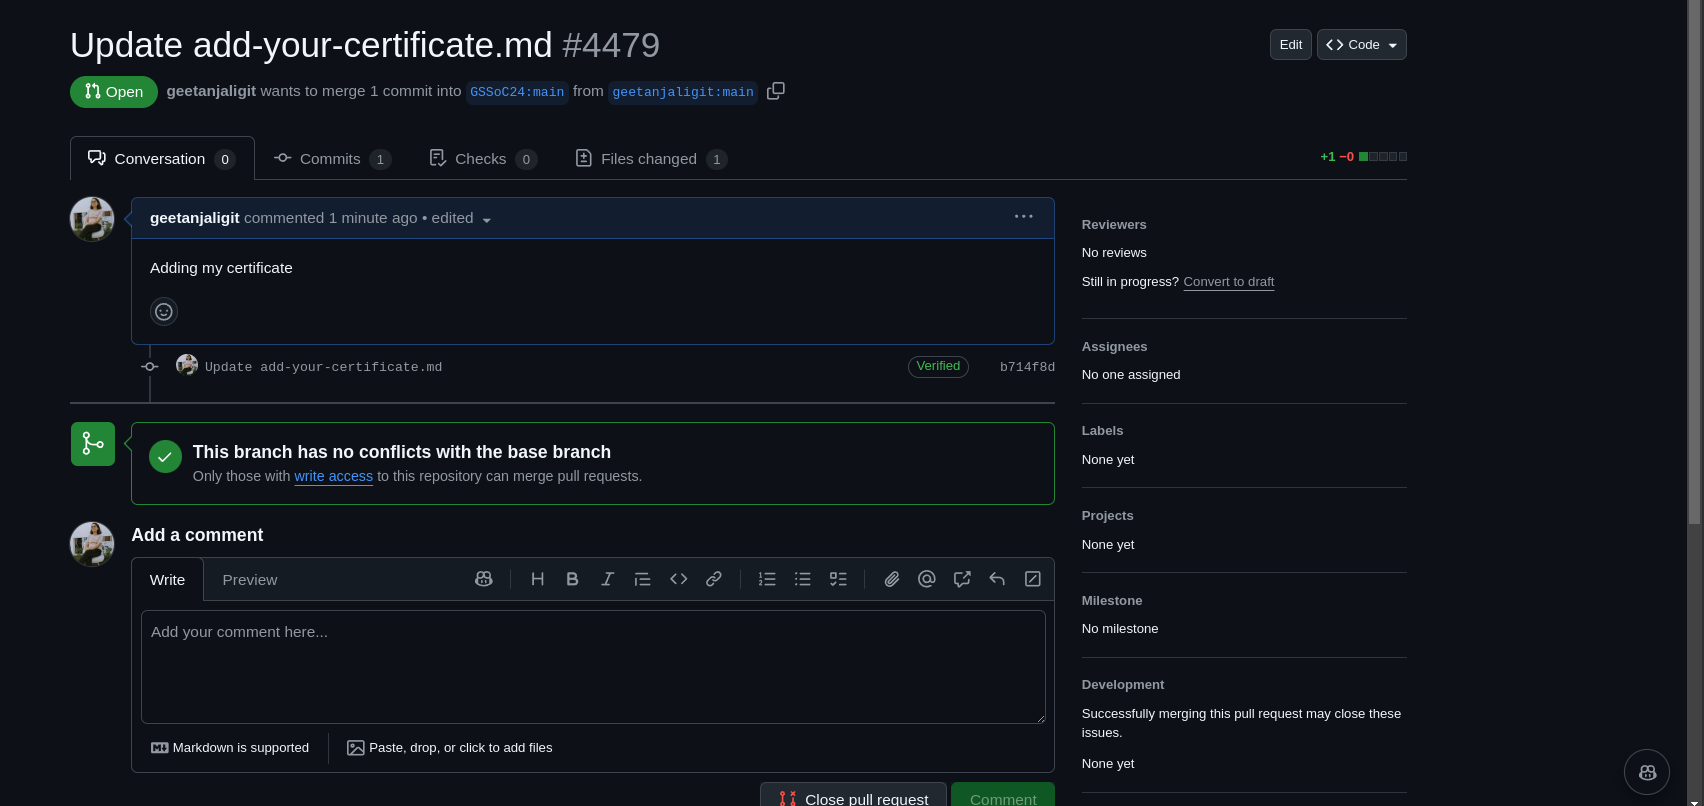 Update add-your-certificate.md #4479
Edit
Code
Open
geetanjaligit wants to merge 1 commit into GSSoC24:main from geetanjaligit:main
Conversation 0
Commits 1
Checks 0
Files changed 1
+1 −0
geetanjaligit commented 1 minute ago • edited
Adding my certificate
Update add-your-certificate.md
Verified
b714f8d
This branch has no conflicts with the base branch
Only those with write access to this repository can merge pull requests.
Add a comment
Write
Preview
Add your comment here...
Markdown is supported
Paste, drop, or click to add files
Close pull request
Comment
Reviewers
No reviews
Still in progress? Convert to draft
Assignees
No one assigned
Labels
None yet
Projects
None yet
Milestone
No milestone
Development
Successfully merging this pull request may close these
issues.
None yet